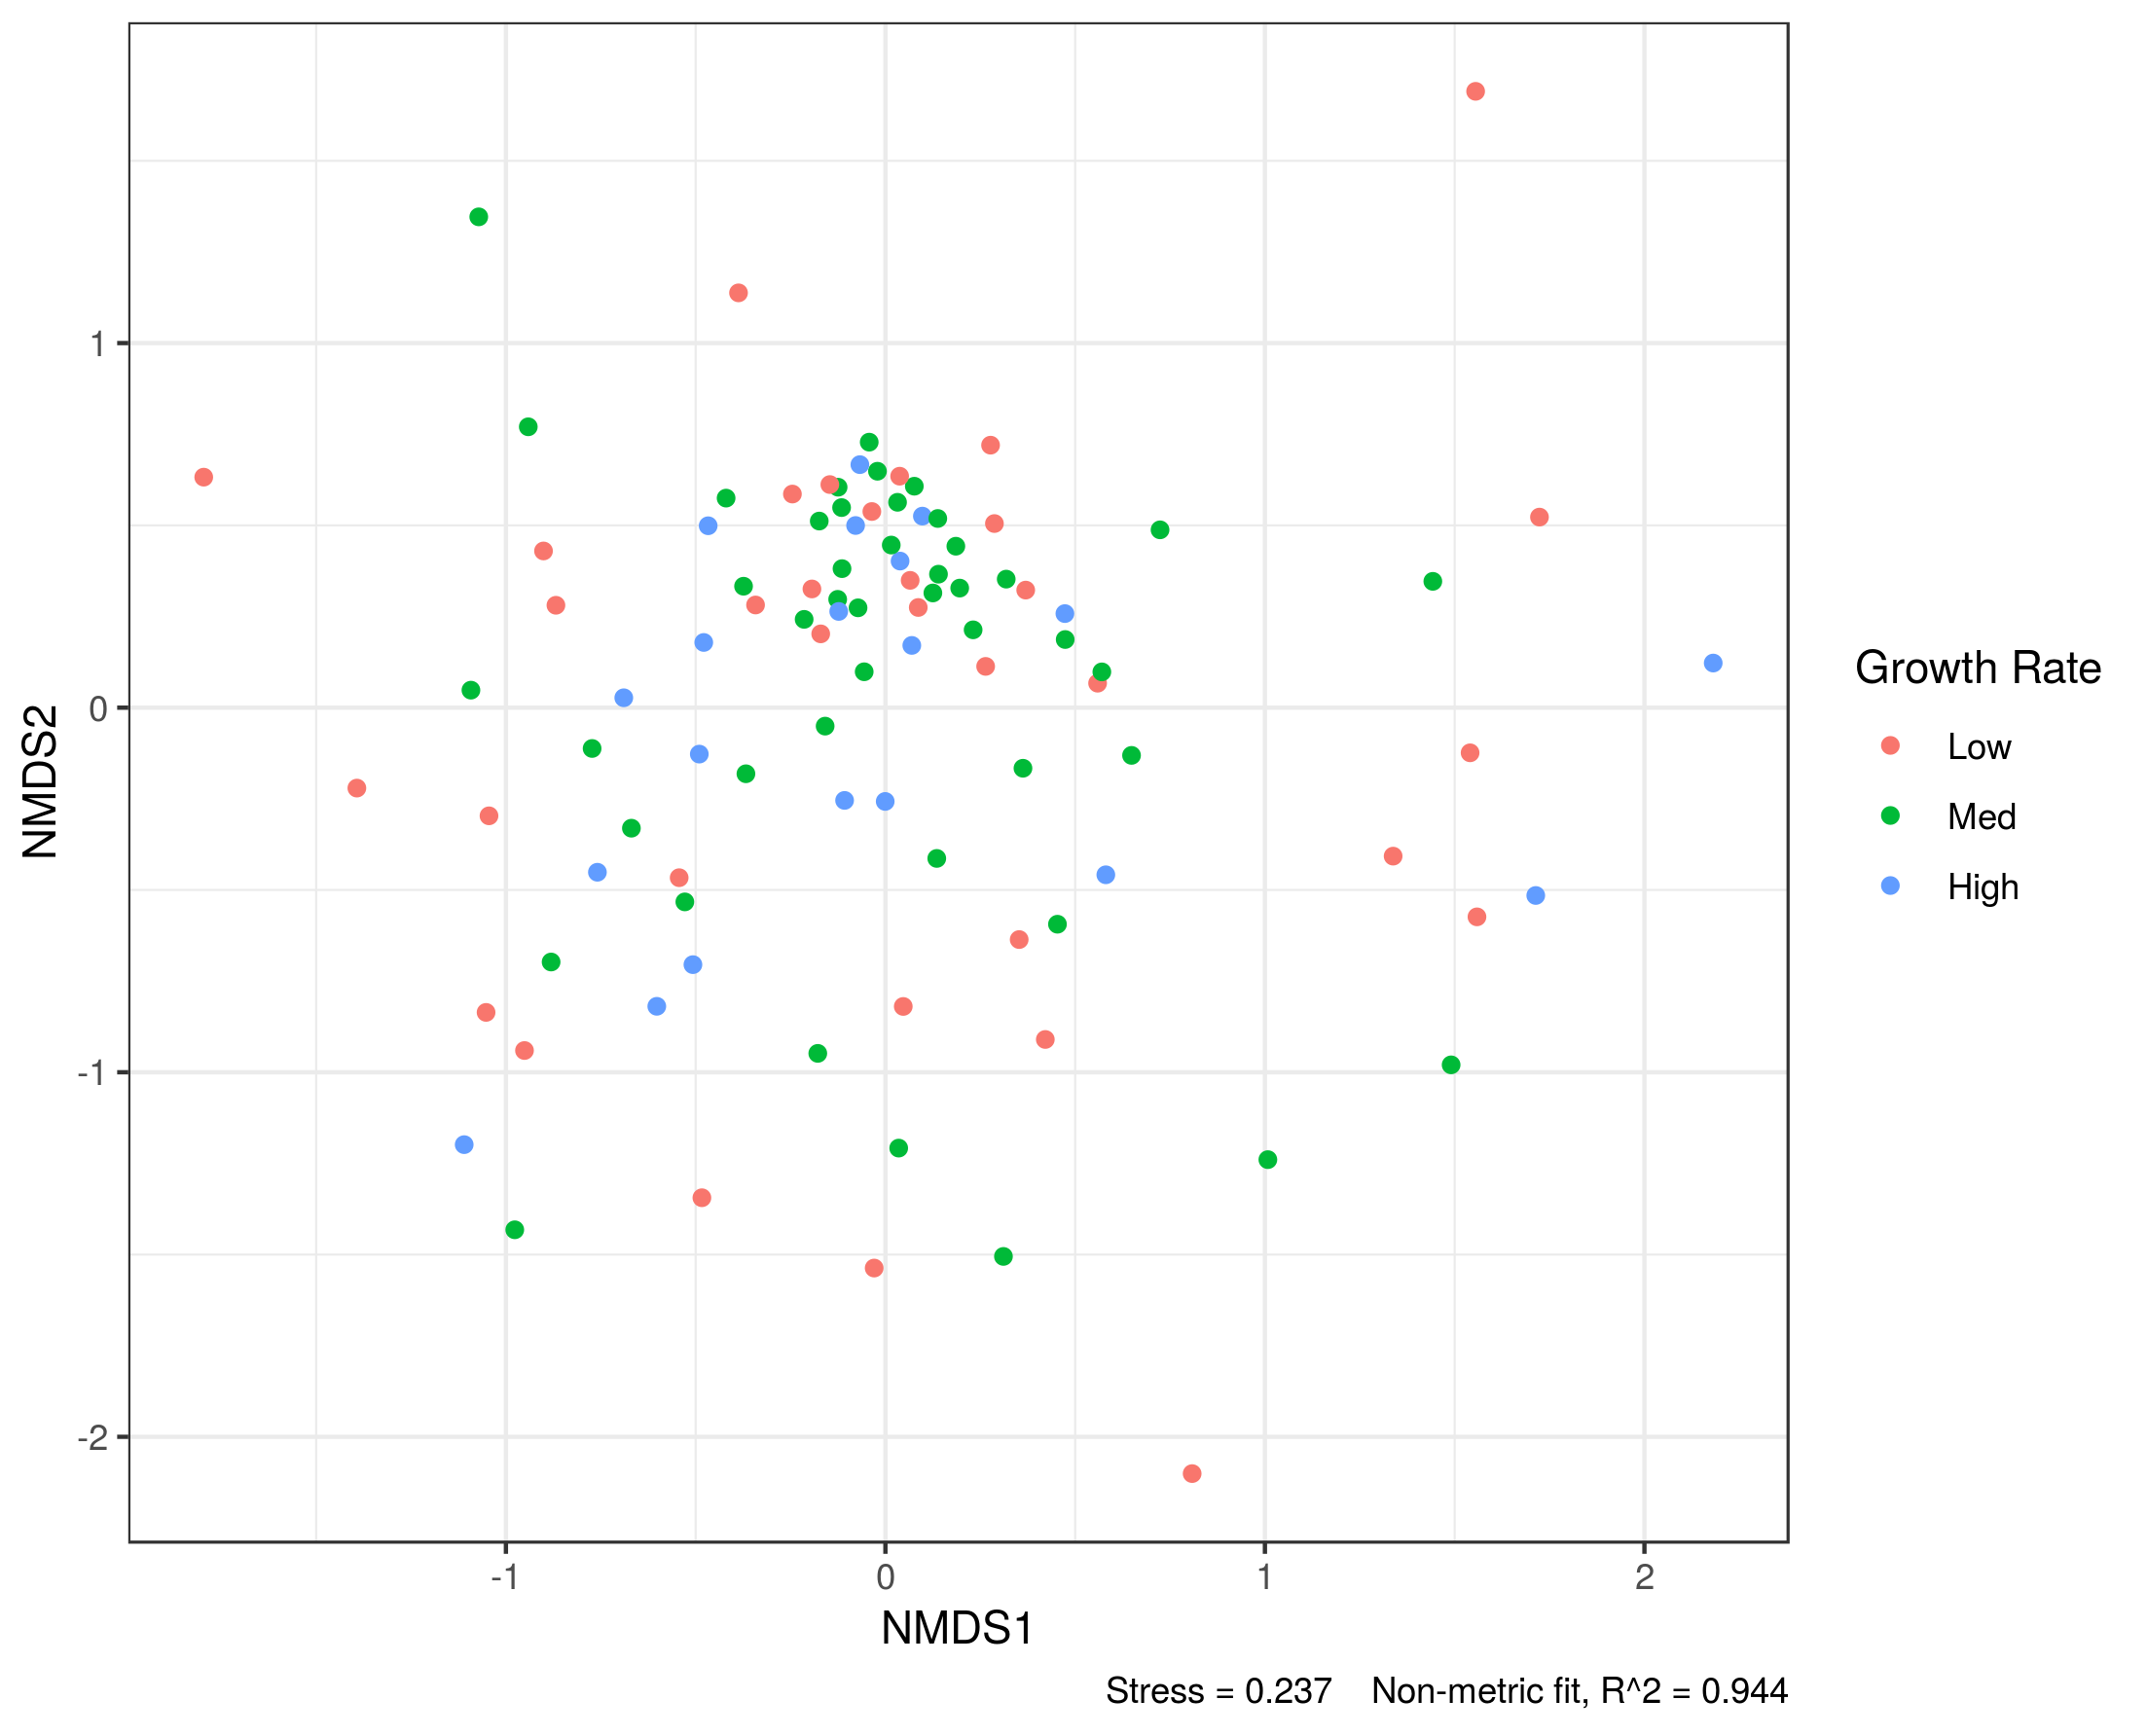 1
0
-1
-2
NMDS2
-1
0
1
2
NMDS1
Growth Rate
Low
Med
High
Stress = 0.237    Non-metric fit, R^2 = 0.944